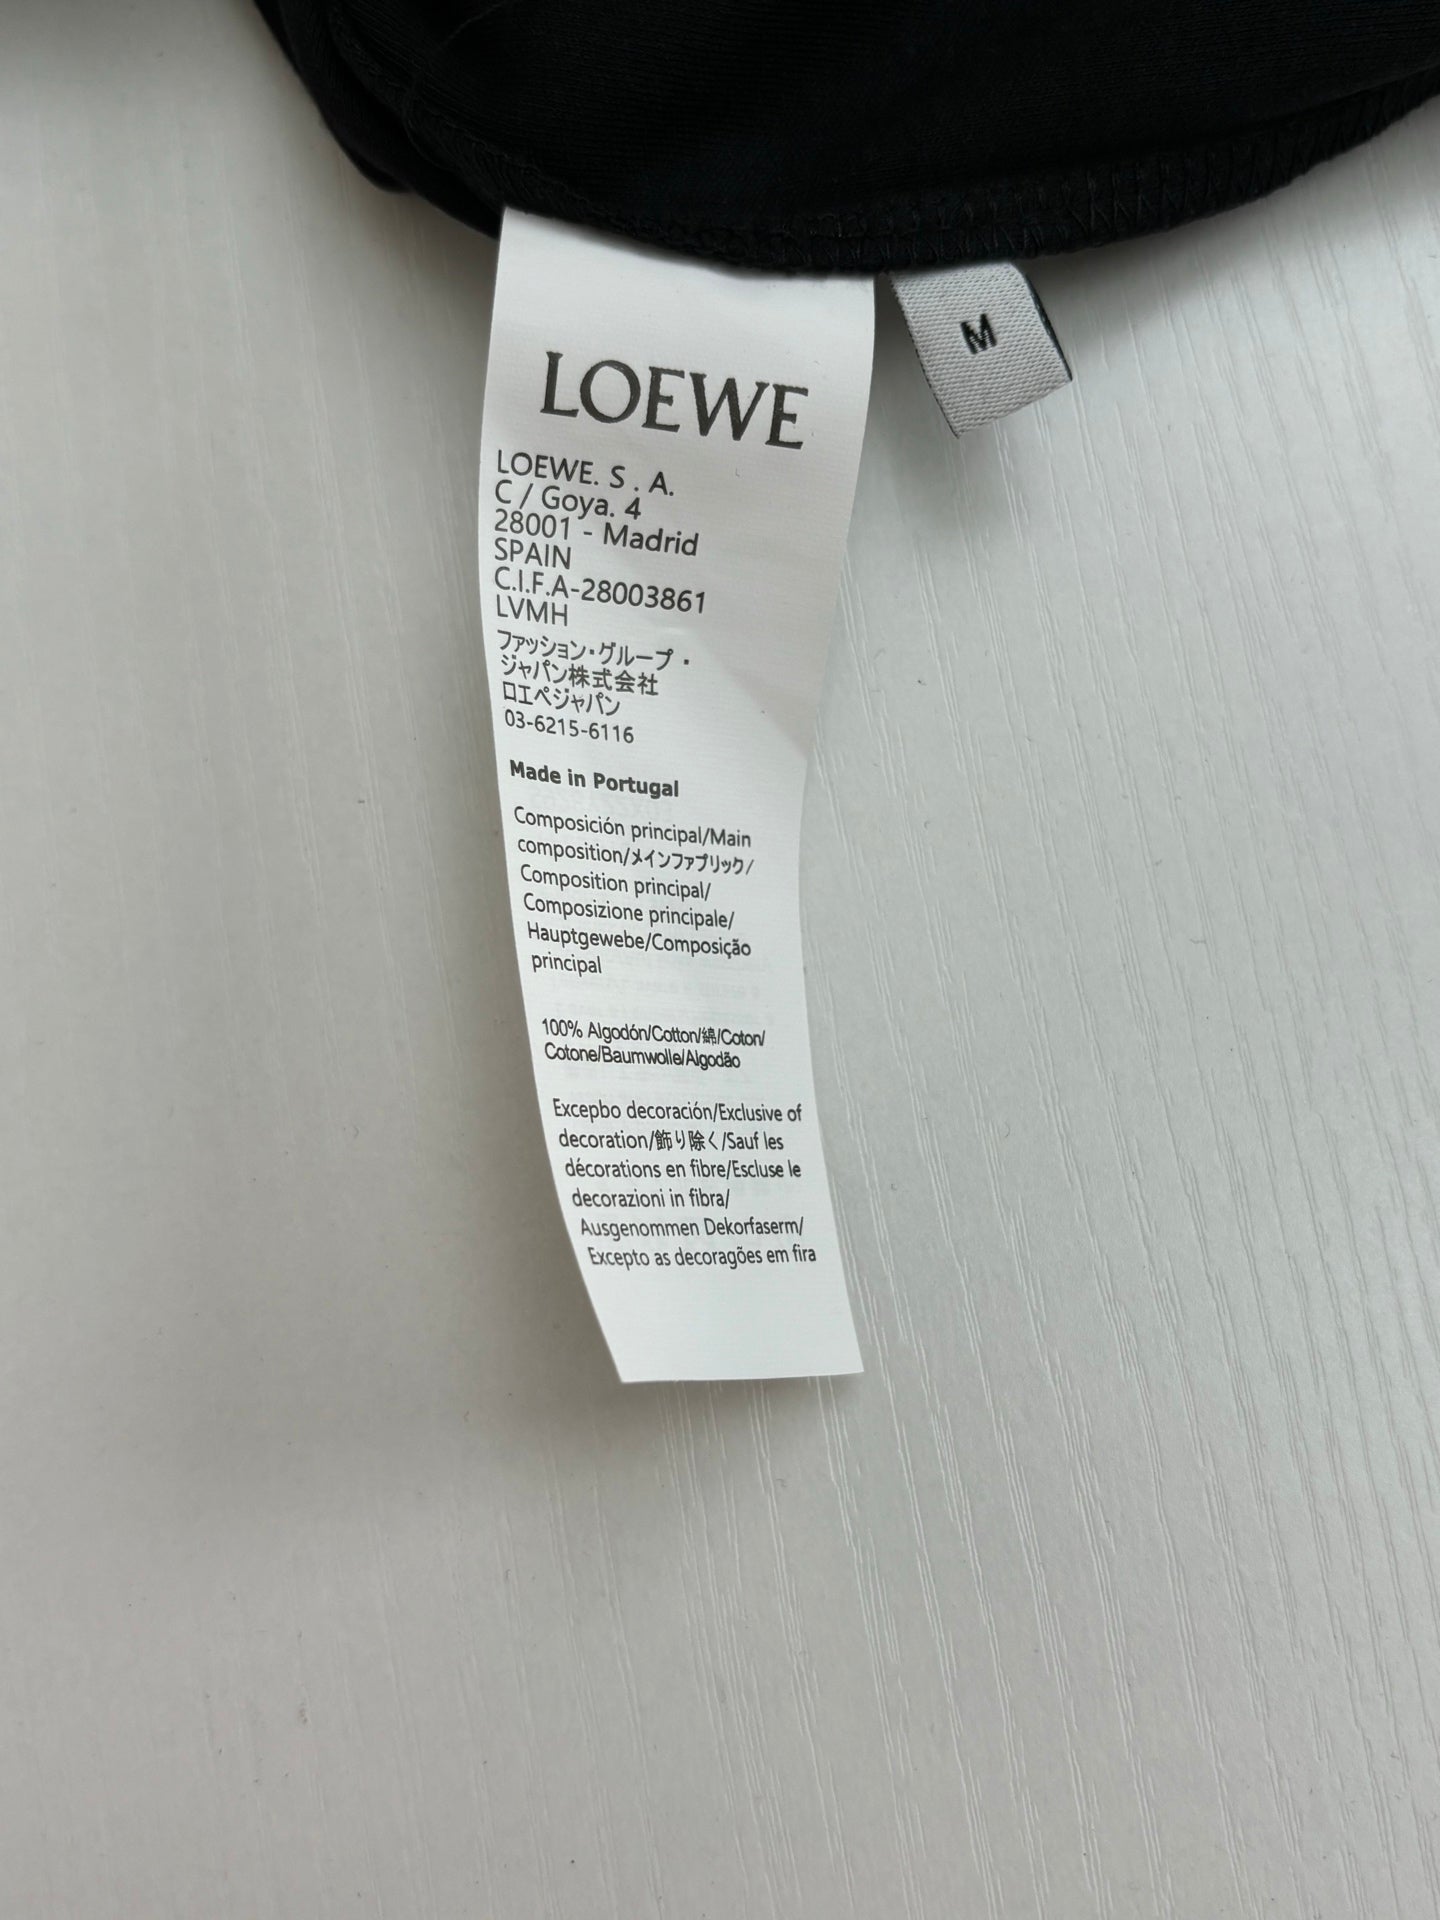 LOEWE
M
LOEWE. S . A.
C / Goya. 4
28001 - Madrid
SPAIN
C.I.F.A-28003861
LVMH
ファッション・グループ・
ジャパン株式会社
ロエベジャパン
03-6215-6116
Made in Portugal
Composición principal/Main
composition/メインファブリック/
Composition principal/
Composizione principale/
Hauptgewebe/Composição
principal
100% Algodón/Cotton/綿/Coton/
Cotone/Baumwolle/Algodão
Excepbo decoración/Exclusive of
decoration/飾り除く/Sauf les
décorations en fibre/Escluse le
decorazioni in fibra/
Ausgenommen Dekorfaserm/
Excepto as decoragões em fira